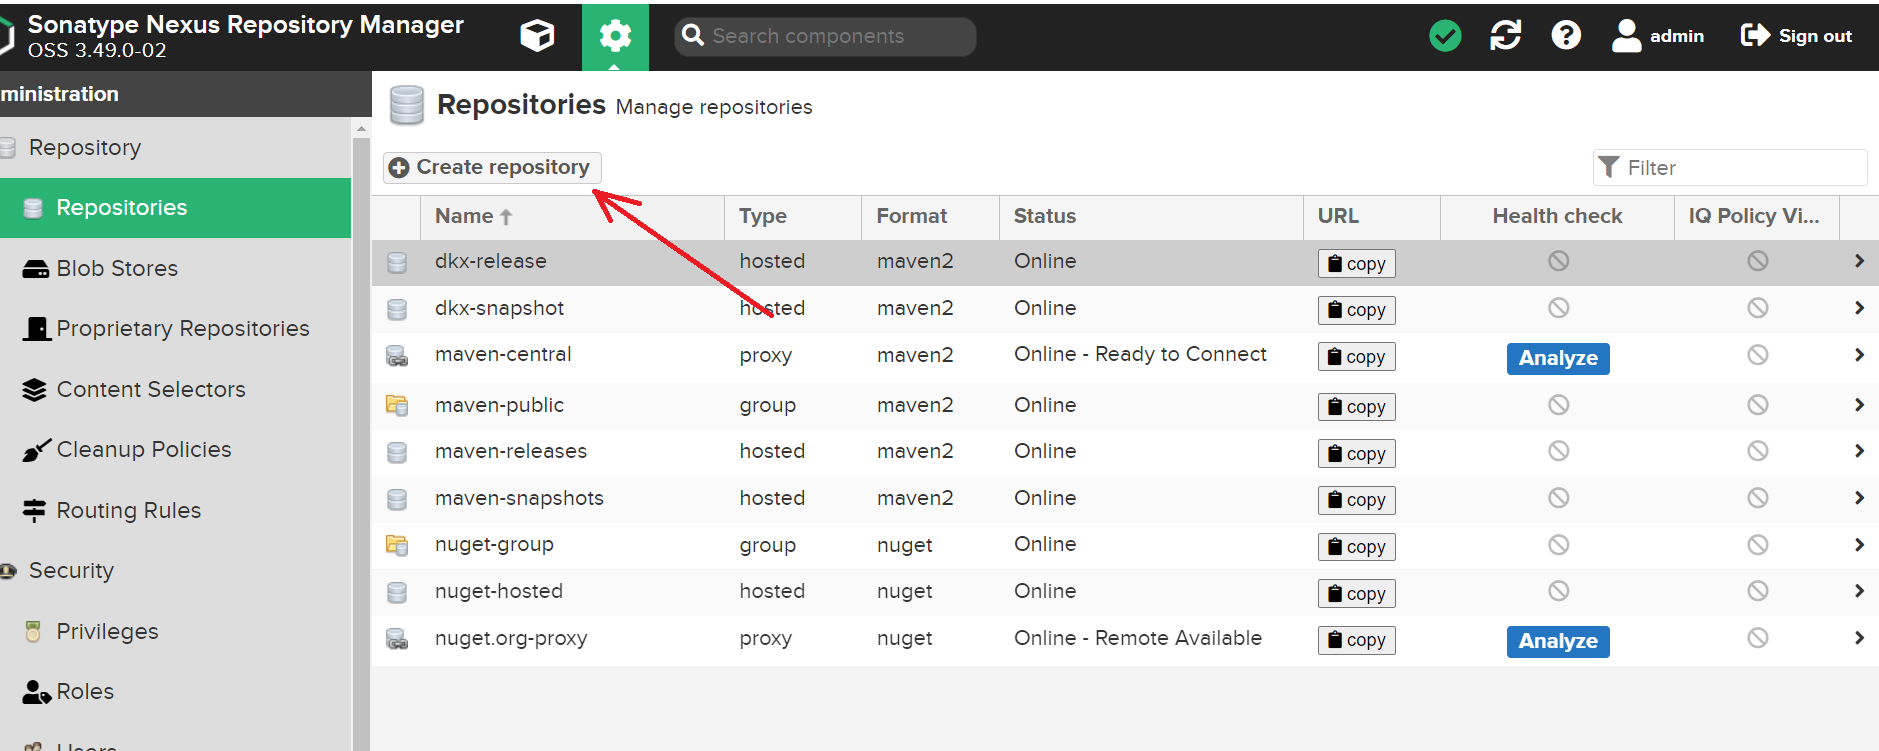 Sonatype Nexus Repository Manager
OSS 3.49.0-02
Search components
admin
Sign out
ministration
Repository
Repositories
Blob Stores
Proprietary Repositories
Content Selectors
Cleanup Policies
Routing Rules
Security
Privileges
Roles
Users
Repositories Manage repositories
Create repository
Filter
Name Type Format Status URL Health check IQ Policy Vi...
dkx-release hosted maven2 Online copy
dkx-snapshot hosted maven2 Online copy
maven-central proxy maven2 Online - Ready to Connect copy Analyze
maven-public group maven2 Online copy
maven-releases hosted maven2 Online copy
maven-snapshots hosted maven2 Online copy
nuget-group group nuget Online copy
nuget-hosted hosted nuget Online copy
nuget.org-proxy proxy nuget Online - Remote Available copy Analyze